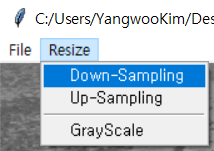 C:/Users/YangwooKim/Des
File Resize
Down-Sampling
Up-Sampling
GrayScale